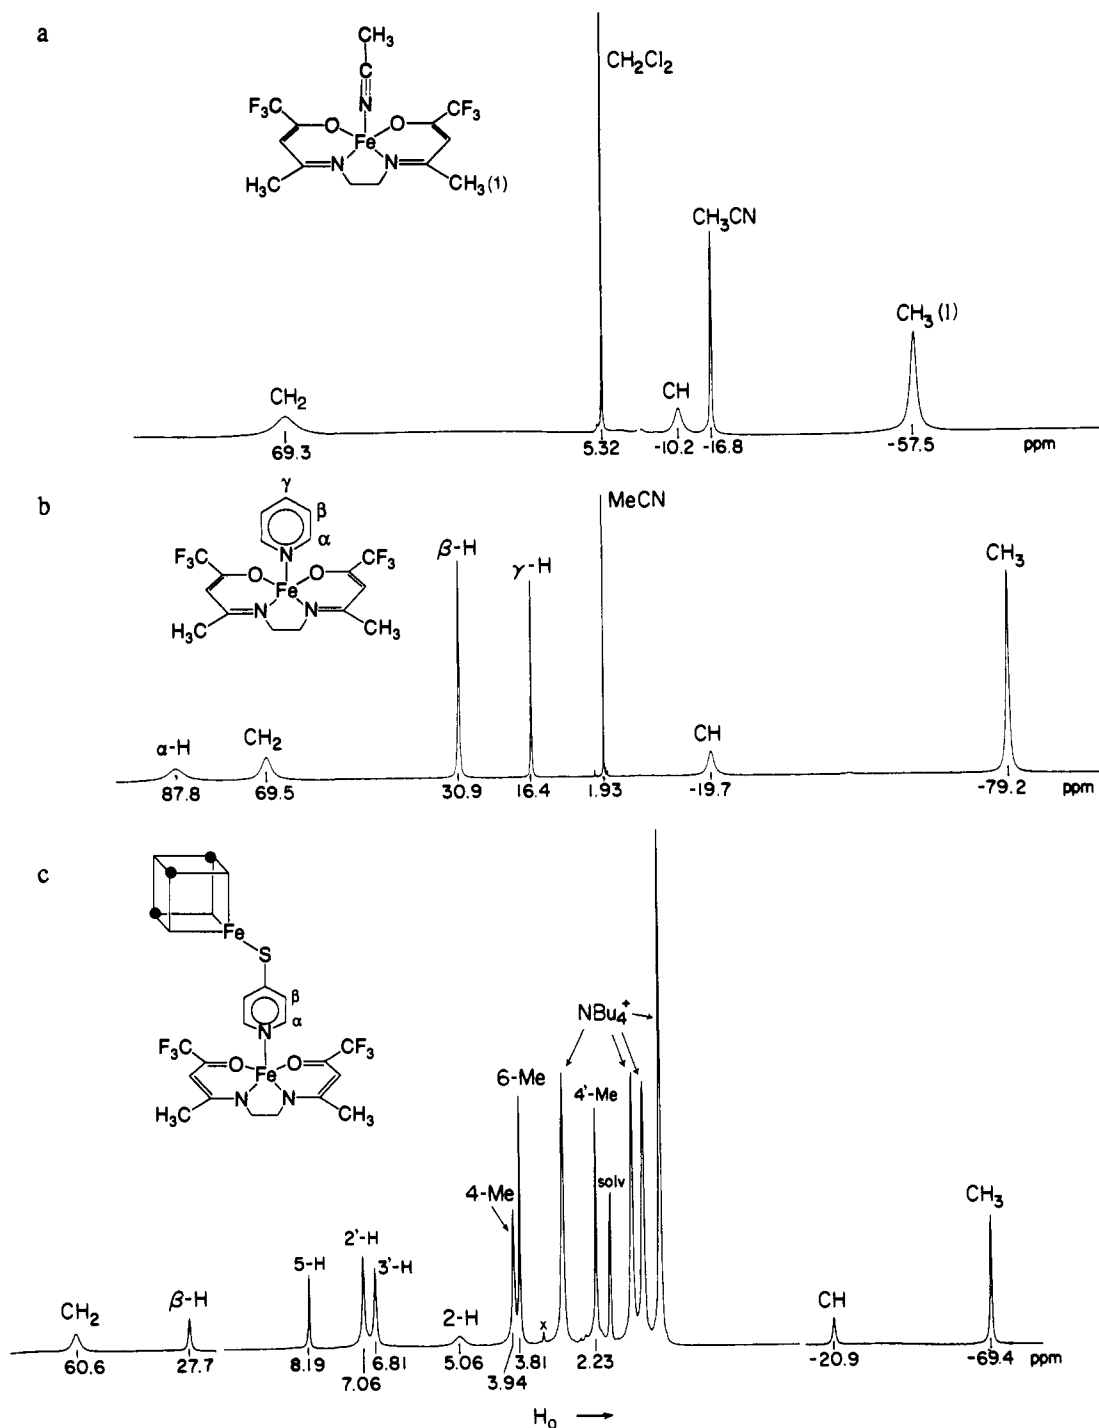 a
CH₃
C
N
F₃C
O
O
CF₃
Fe
N
N
H₃C
CH₃(1)
CH₂Cl₂
CH₃CN
CH₃(1)
CH₂
CH
69.3
5.32
-10.2
-16.8
-57.5
ppm
b
γ
β
α
N
F₃C
O
O
CF₃
Fe
N
N
H₃C
CH₃
MeCN
β-H
γ-H
CH₃
α-H
CH₂
CH
87.8
69.5
30.9
16.4
1.93
-19.7
-79.2
ppm
c
Fe
S
β
α
N
F₃C
O
O
CF₃
Fe
N
N
H₃C
CH₃
NBu₄⁺
6-Me
4'-Me
4-Me
solv
CH₃
2'-H
5-H
3'-H
β-H
CH₂
2-H
x
CH
60.6
27.7
8.19
7.06
6.81
5.06
3.94
3.81
2.23
-20.9
-69.4
ppm
H₀ →